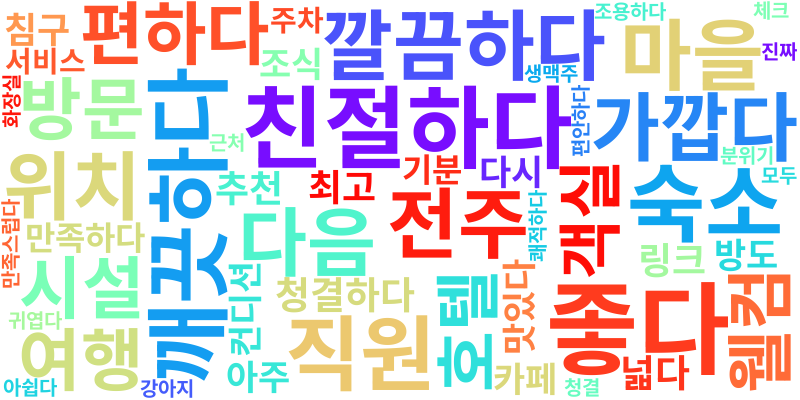 침구
편하다
주차
깔끔하다
조용하다
체크
마을
진짜
서비스
조식
생맥주
화장실
방문
친절하다
편안하다
가깝다
근처
분위기
깨끗하다
위치
추천
최고
기분
다시
객실
숙소
모두
만족스럽다
만족하다
다음
전주
쾌적하다
링크
방도
시설
컨디션
청결하다
호텔
맛있다
좋다
웰컴
귀엽다
여행
직원
아주
넓다
카페
아쉽다
강아지
청결